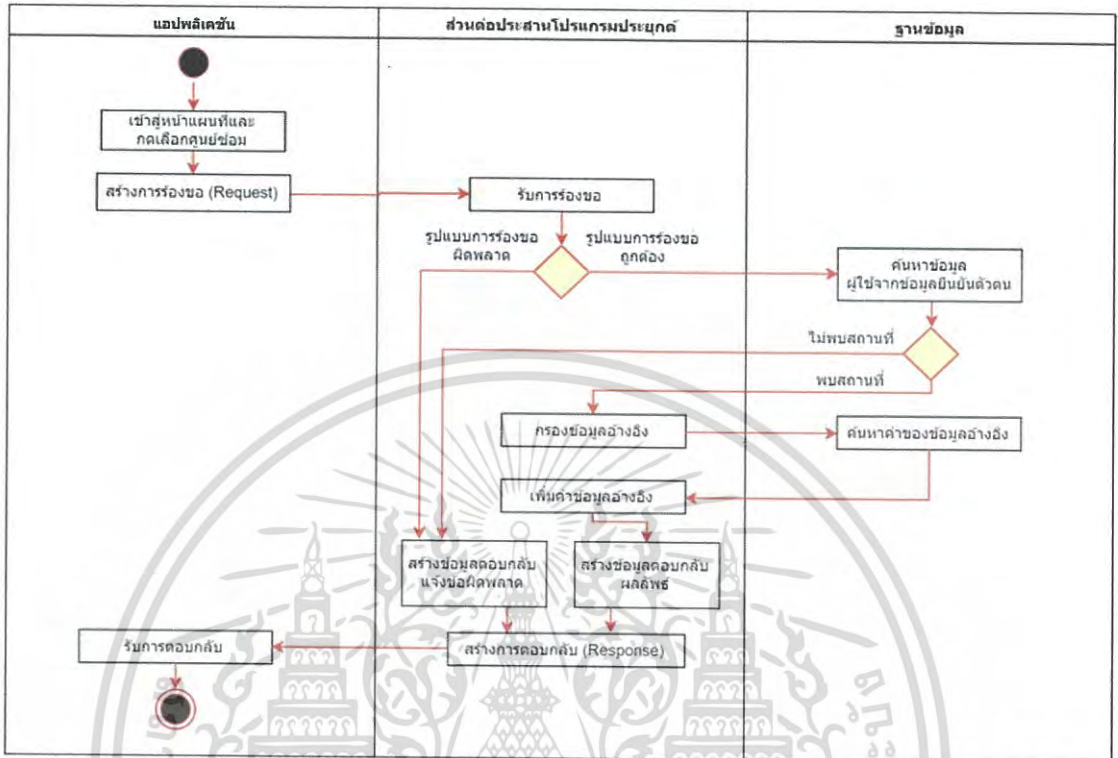 แอปพลิเคชัน
ส่วนต่อประสานโปรแกรมประยุกต์
ฐานข้อมูล
เข้าสู่หน้าแผนที่และ
กดเลือกศูนย์ซ่อม
สร้างการร้องขอ (Request)
รับการร้องขอ
รูปแบบการร้องขอ
ผิดพลาด
รูปแบบการร้องขอ
ถูกต้อง
ค้นหาข้อมูล
ผู้ใช้จากข้อมูลยืนยันตัวตน
ไม่พบสถานที่
พบสถานที่
กรองข้อมูลอ้างอิง
ค้นหาค่าของข้อมูลอ้างอิง
เพิ่มค่าข้อมูลอ้างอิง
สร้างข้อมูลตอบกลับ
แจ้งข้อผิดพลาด
สร้างข้อมูลตอบกลับ
ผลลัพธ์
รับการตอบกลับ
สร้างการตอบกลับ (Response)